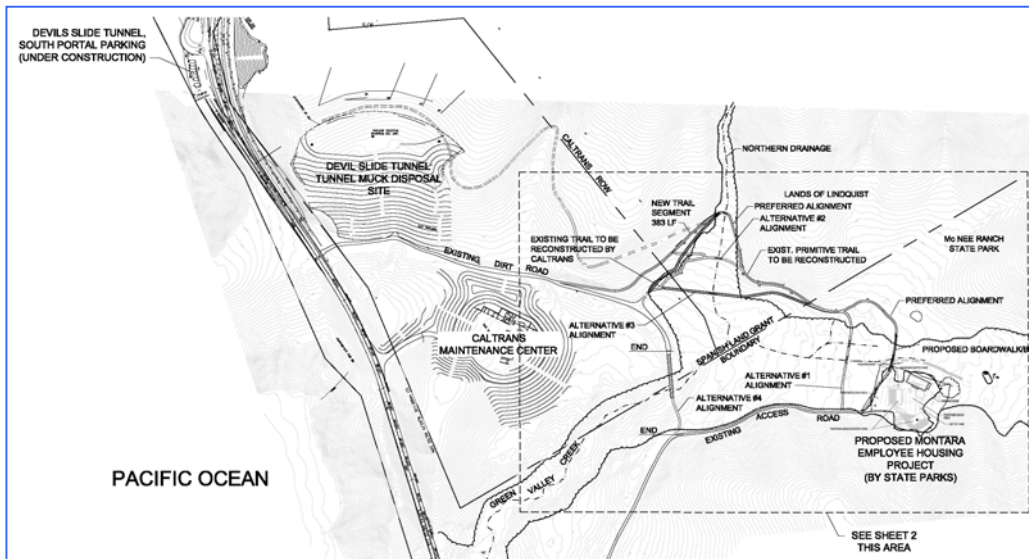 DEVILS SLIDE TUNNEL,
SOUTH PORTAL PARKING
(UNDER CONSTRUCTION)
DEVIL SLIDE TUNNEL
TUNNEL MUCK DISPOSAL
SITE
CALTRANS ROW
NORTHERN DRAINAGE
LANDS OF LINDQUIST
PREFERRED ALIGNMENT
ALTERNATIVE #2
ALIGNMENT
NEW TRAIL
SEGMENT
383 LF
EXISTING TRAIL TO BE
RECONSTRUCTED BY
CALTRANS
EXIST. PRIMITIVE TRAIL
TO BE RECONSTRUCTED
Mc NEE RANCH
STATE PARK
EXISTING DIRT ROAD
PREFERRED ALIGNMENT
ALTERNATIVE #3
ALIGNMENT
SPANISH LAND GRANT
BOUNDARY
CALTRANS
MAINTENANCE CENTER
END
PROPOSED BOARDWALK/
ALTERNATIVE #1
ALIGNMENT
ALTERNATIVE #4
ALIGNMENT
END
EXISTING ACCESS ROAD
PROPOSED MONTARA
EMPLOYEE HOUSING
PROJECT
(BY STATE PARKS)
GREEN VALLEY CREEK
PACIFIC OCEAN
SEE SHEET 2
THIS AREA